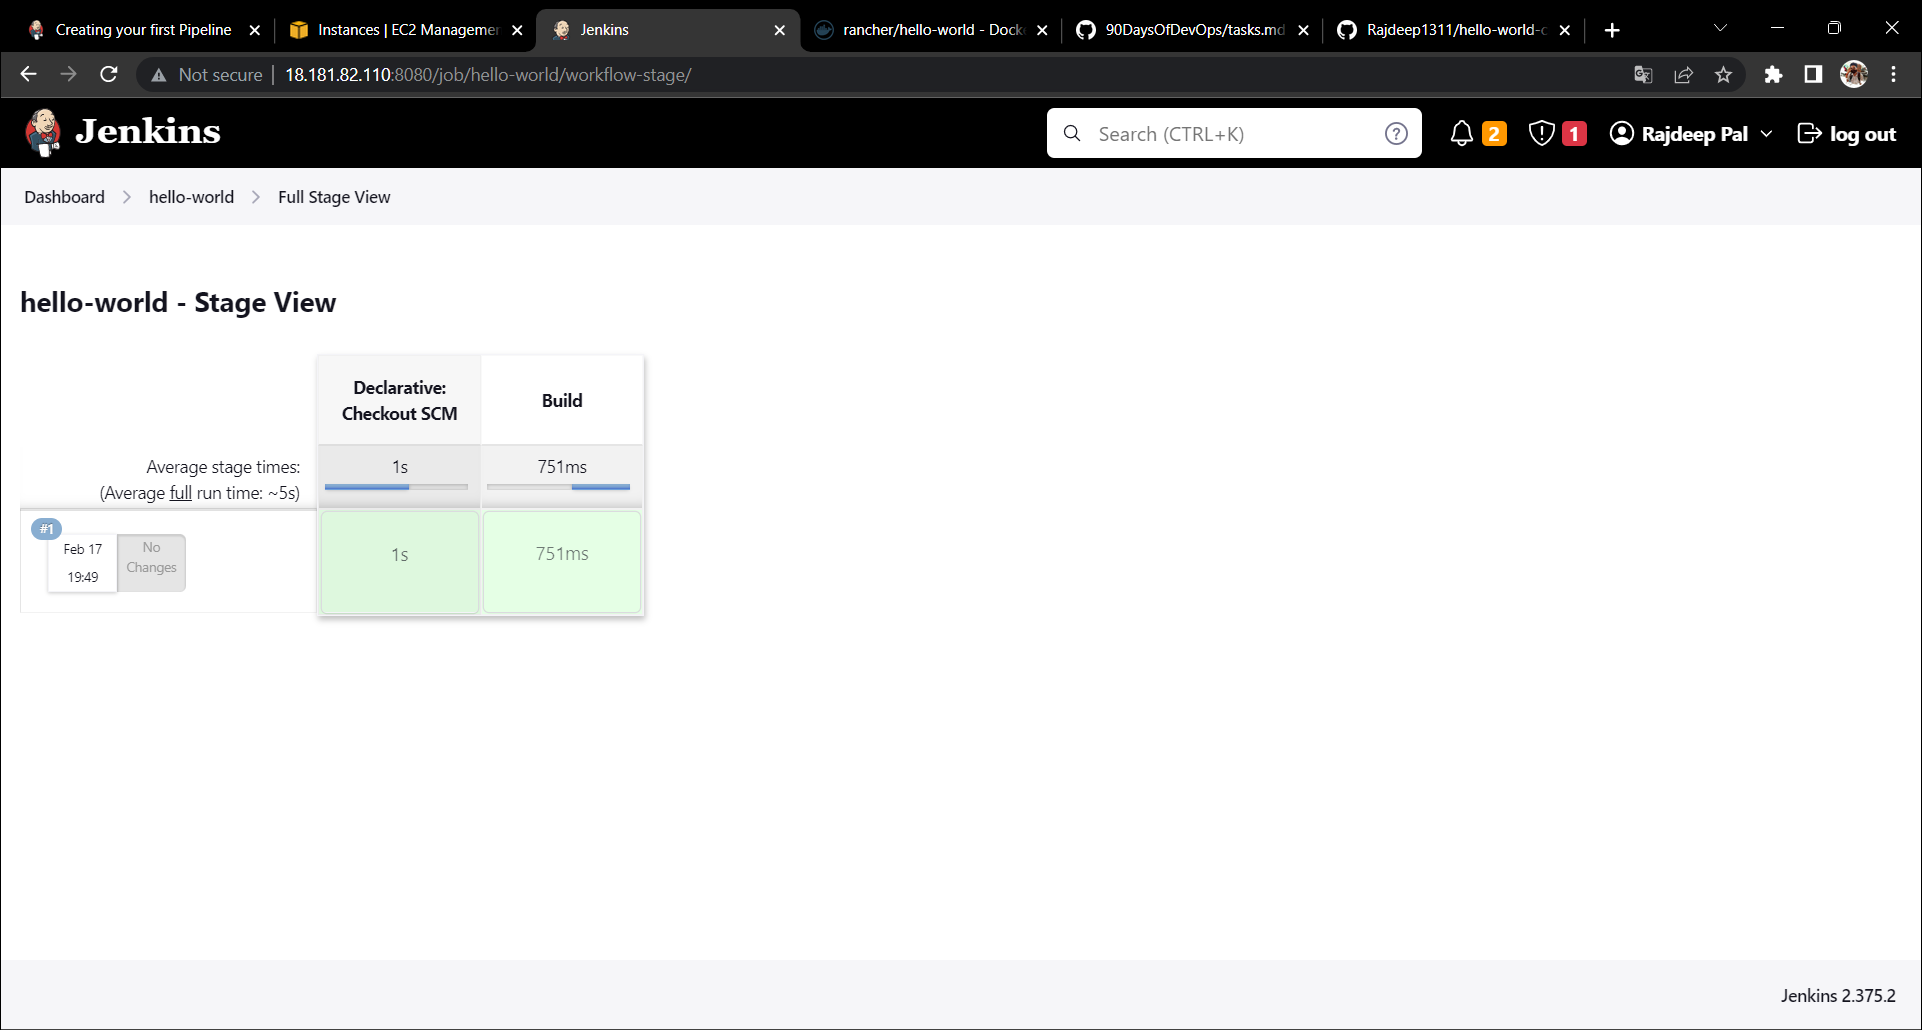 Creating your first Pipeline
Instances | EC2 Managemen
Jenkins
rancher/hello-world - Docke
90DaysOfDevOps/tasks.md
Rajdeep1311/hello-world-c
Not secure
18.181.82.110:8080/job/hello-world/workflow-stage/
Jenkins
Search (CTRL+K)
2
1
Rajdeep Pal
log out
Dashboard
hello-world
Full Stage View
hello-world - Stage View
Declarative:
Checkout SCM
Build
Average stage times:
(Average full run time: ~5s)
1s
751ms
#1
Feb 17
19:49
No
Changes
1s
751ms
Jenkins 2.375.2